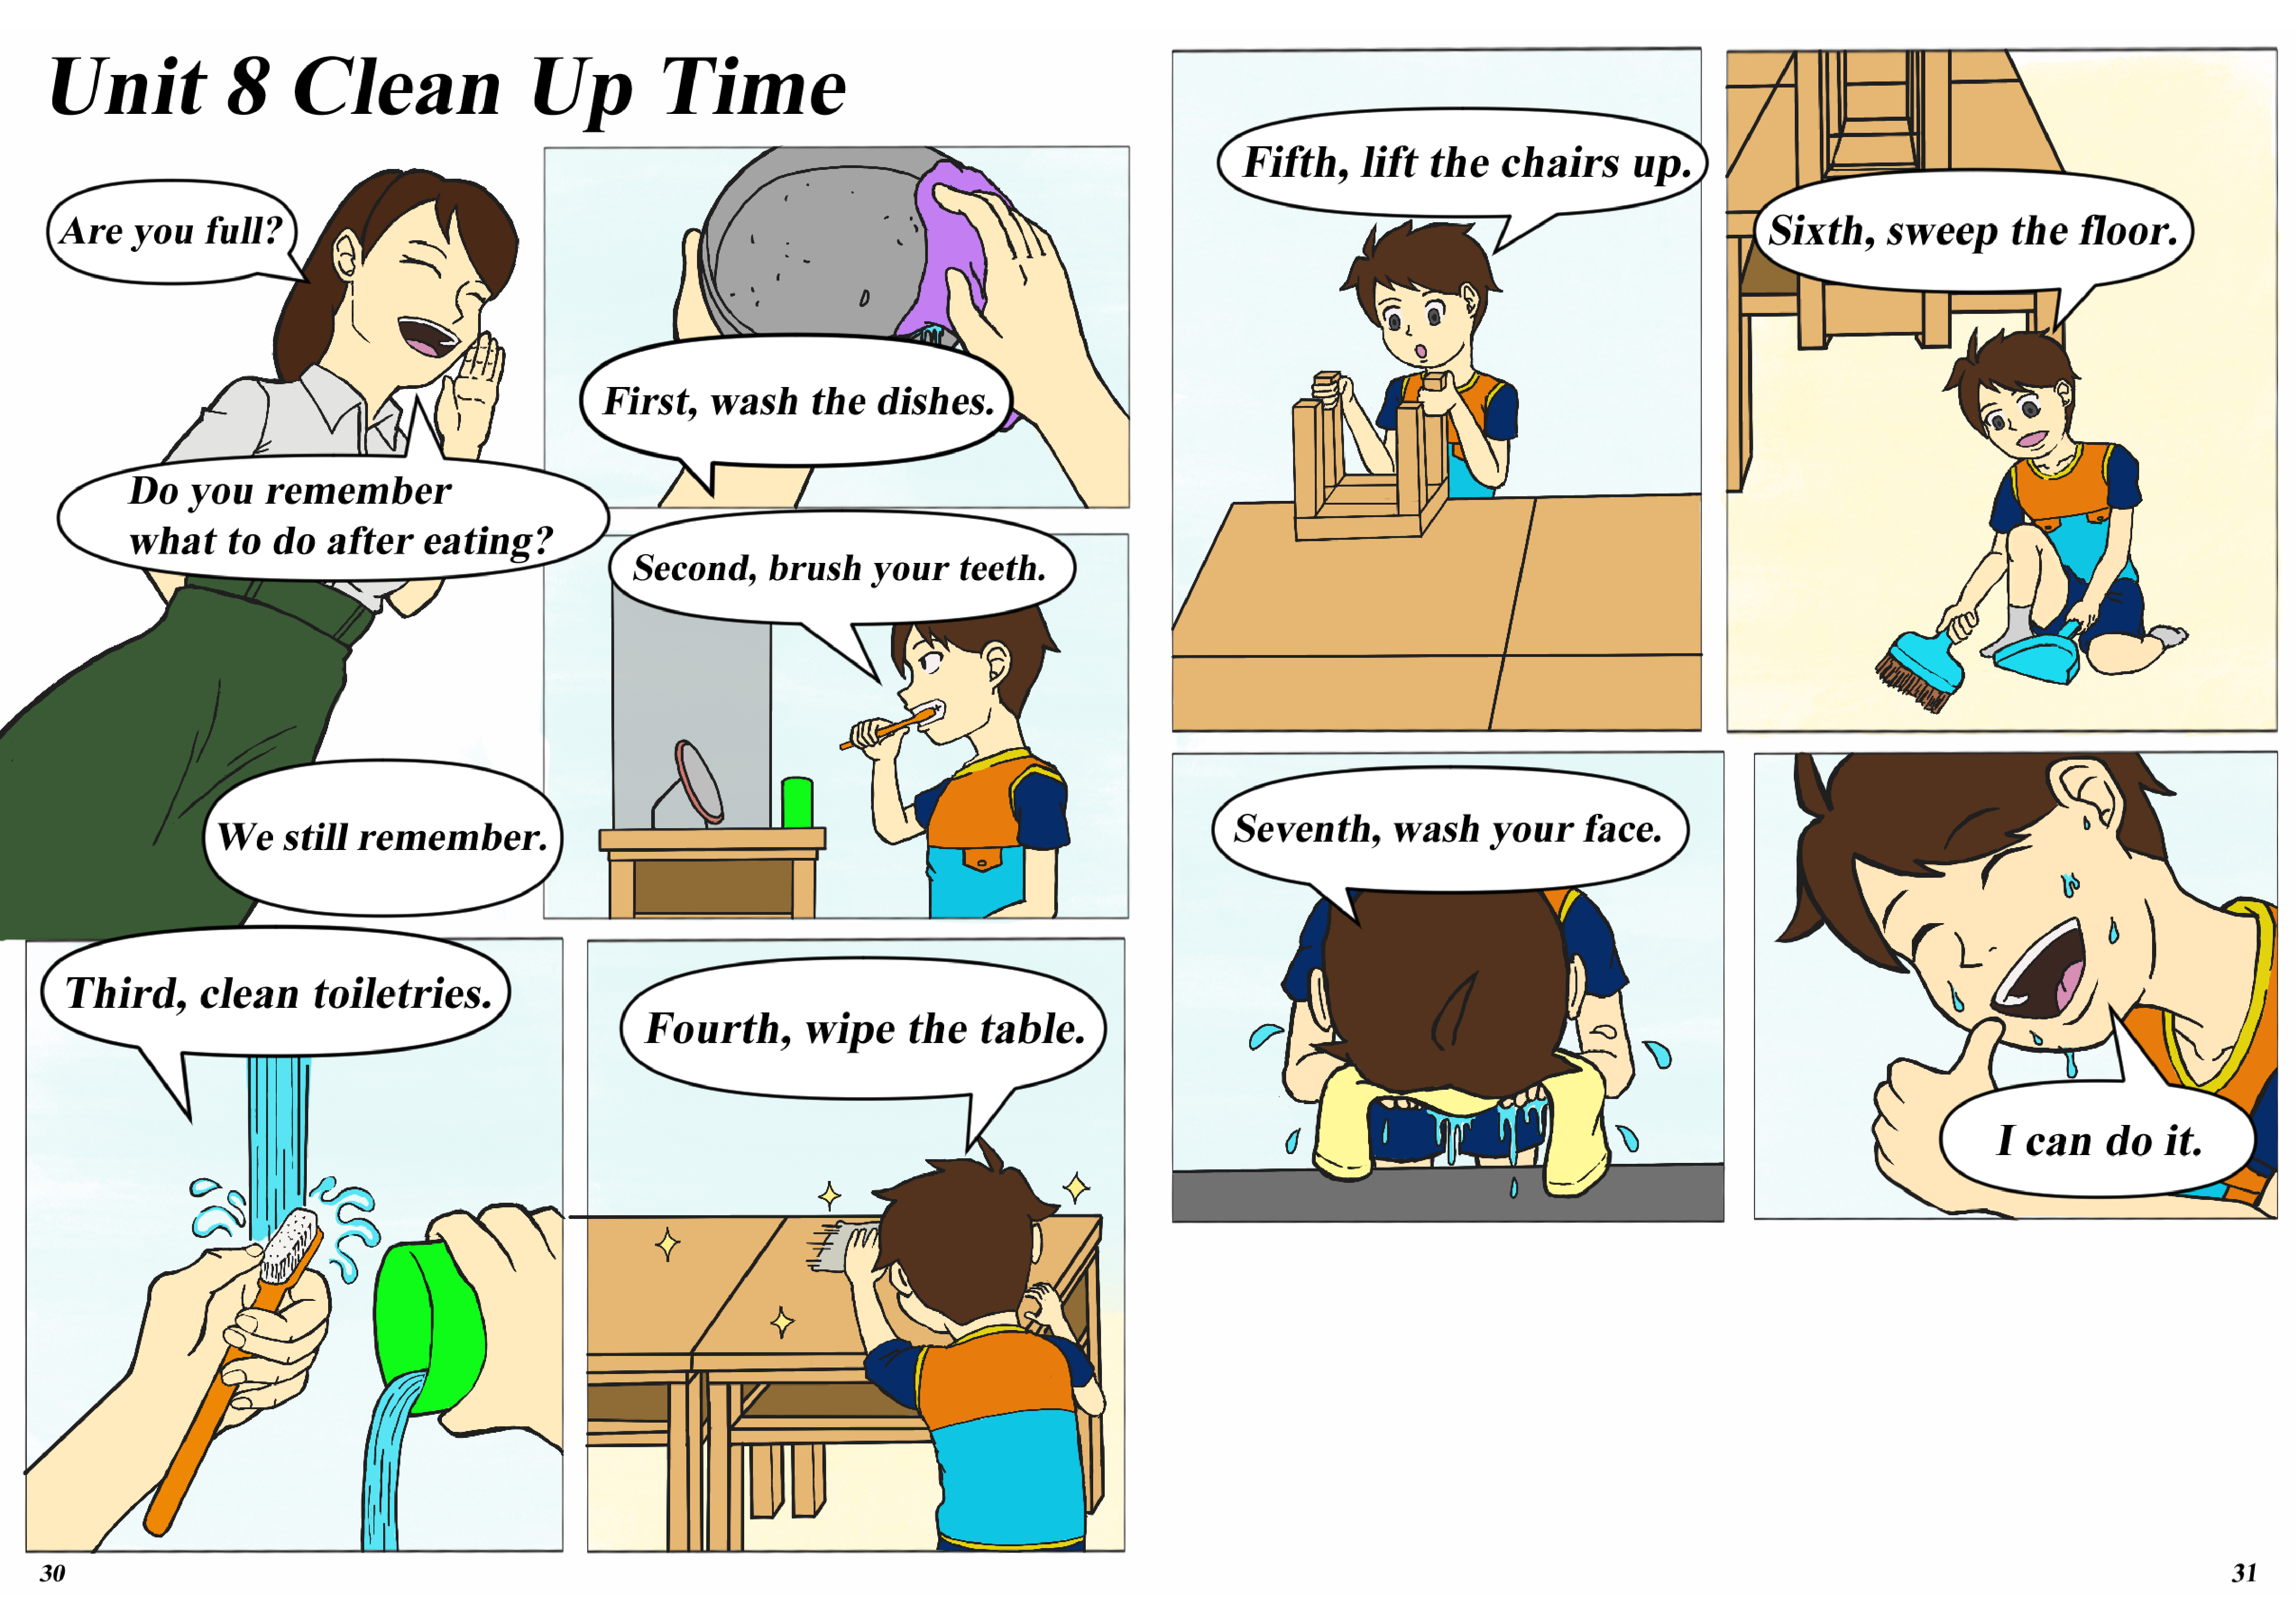 Unit 8 Clean Up Time
Are you full?
Do you remember
what to do after eating?
We still remember.
First, wash the dishes.
Second, brush your teeth.
Third, clean toiletries.
Fourth, wipe the table.
30
Fifth, lift the chairs up.
Sixth, sweep the floor.
Seventh, wash your face.
I can do it.
31